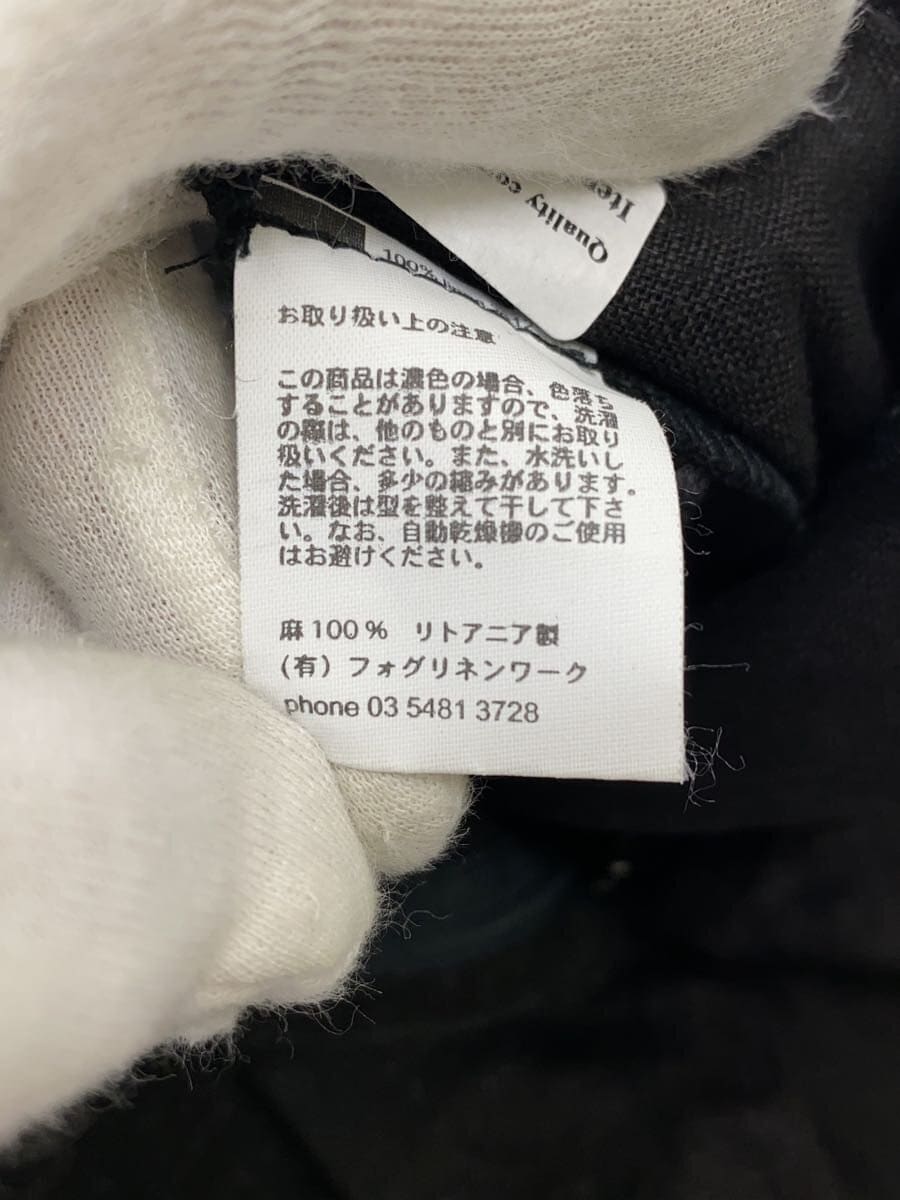 Quality
100%
お取り扱い上の注意
この商品は濃色の場合、色落ち
することがありますので、洗濯
の際は、他のものと別にお取り
扱いください。また、水洗いし
た場合、多少の縮みがあります。
洗濯後は型を整えて干して下さ
い。なお、自動乾燥機のご使用
はお避けください。
麻100% リトアニア製
(有) フォグリネンワーク
phone 03 5481 3728